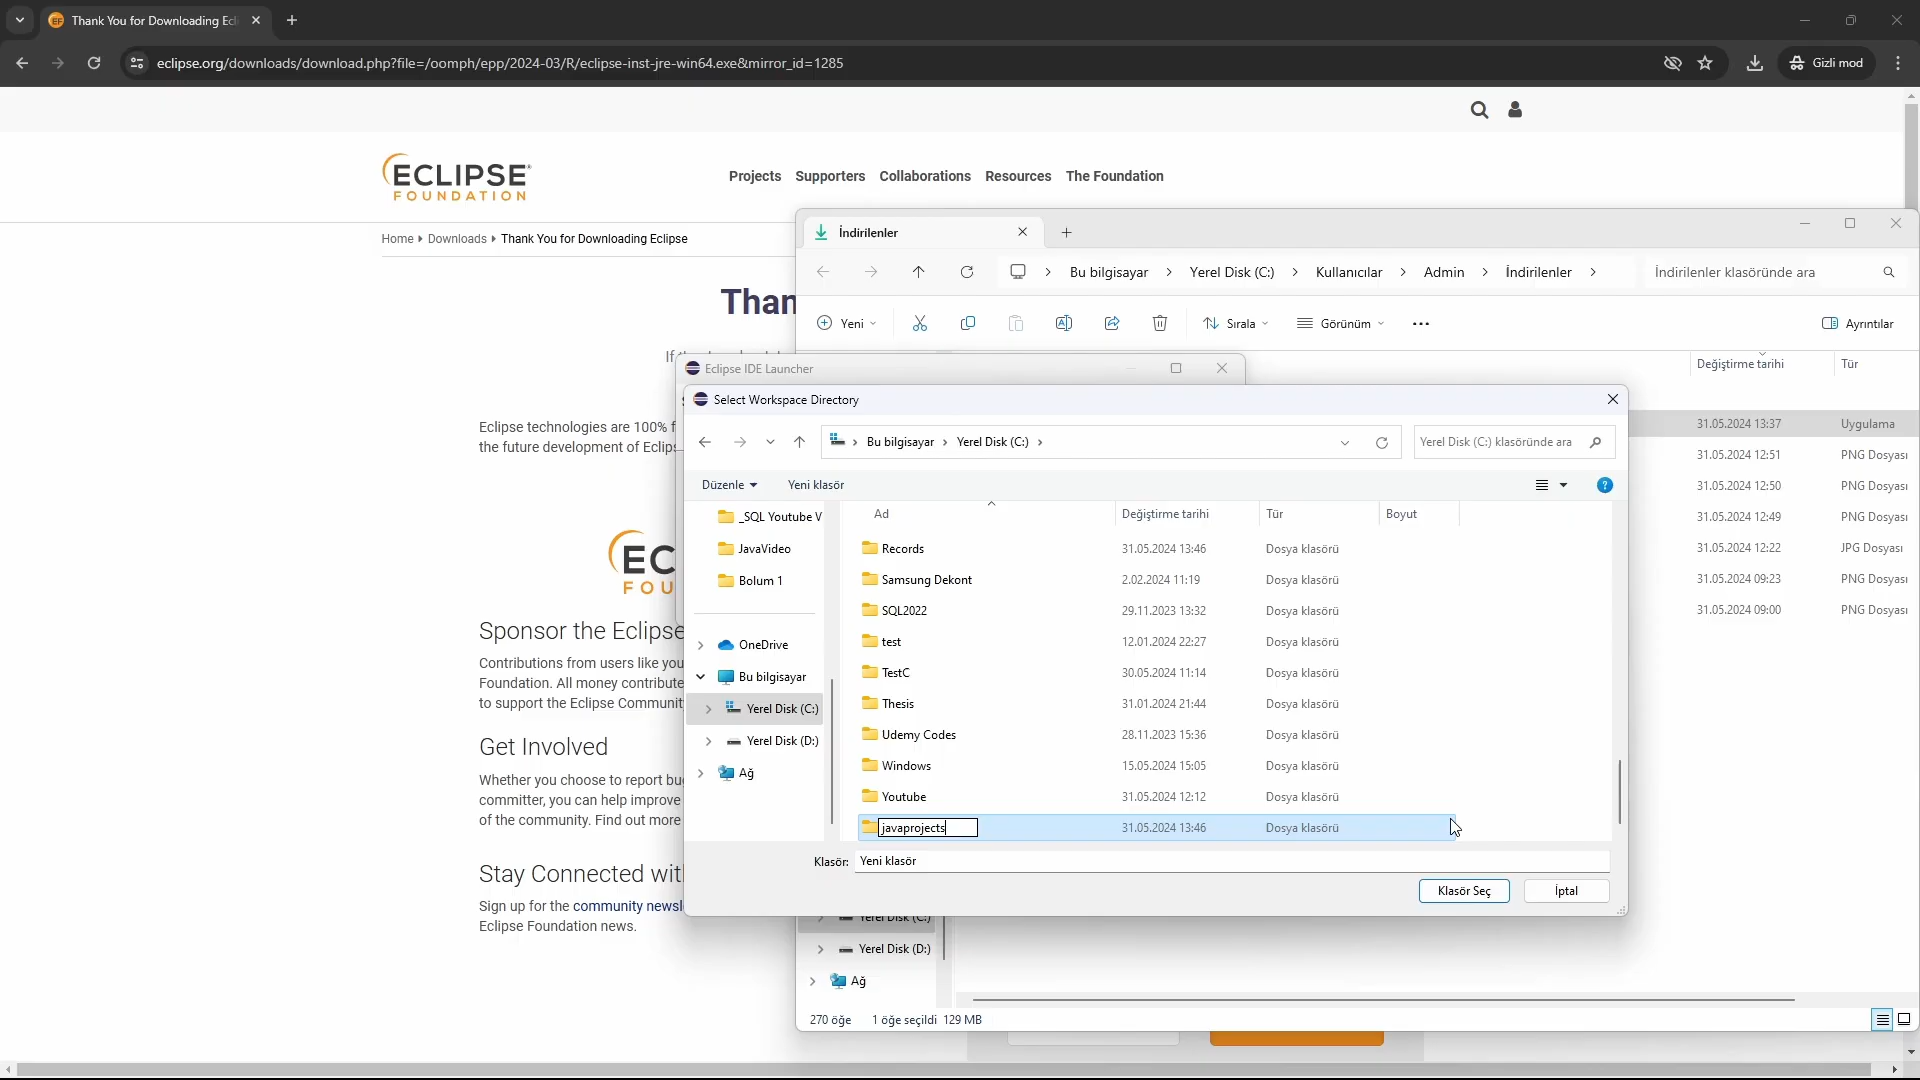 Thank You for Downloading Ecl
eclipse.org/downloads/download.php?file=/oomph/epp/2024-03/R/eclipse-inst-jre-win64.exe&mirror_id=1285
Gizli mod
ECLIPSE
FOUNDATION
Projects Supporters Collaborations Resources The Foundation
Home Downloads Thank You for Downloading Eclipse
İndirilenler
Bu bilgisayar Yerel Disk (C:) Kullanıcılar Admin İndirilenler
İndirilenler klasöründe ara
Than
Yeni
Sırala
Görünüm
Ayrıntılar
If
Eclipse IDE Launcher
Değiştirme tarihi Tür
Select Workspace Directory
Eclipse technologies are 100% f
the future development of Eclips
31.05.2024 13:37 Uygulama
Bu bilgisayar Yerel Disk (C:)
Yerel Disk (C:) klasöründe ara
31.05.2024 12:51 PNG Dosyası
Düzenle Yeni klasör
31.05.2024 12:50 PNG Dosyası
_SQL Youtube V
Ad Değiştirme tarihi Tür Boyut
31.05.2024 12:49 PNG Dosyası
JavaVideo
Records 31.05.2024 13:46 Dosya klasörü
31.05.2024 12:22 JPG Dosyası
EC
FOU
Bolum 1
Samsung Dekont 2.02.2024 11:19 Dosya klasörü
31.05.2024 09:23 PNG Dosyası
SQL2022 29.11.2023 13:32 Dosya klasörü
31.05.2024 09:00 PNG Dosyası
Sponsor the Eclipse
OneDrive
test 12.01.2024 22:27 Dosya klasörü
Contributions from users like you
Foundation. All money contribute
to support the Eclipse Communit
Bu bilgisayar
TestC 30.05.2024 11:14 Dosya klasörü
Yerel Disk (C:)
Thesis 31.01.2024 21:44 Dosya klasörü
Get Involved
Yerel Disk (D:)
Udemy Codes 28.11.2023 15:36 Dosya klasörü
Ağ
Windows 15.05.2024 15:05 Dosya klasörü
Whether you choose to report bu
committer, you can help improve
of the community. Find out more
Youtube 31.05.2024 12:12 Dosya klasörü
javaprojects 31.05.2024 13:46 Dosya klasörü
Klasör: Yeni klasör
Stay Connected wit
Klasör Seç İptal
Sign up for the community newsl
Eclipse Foundation news.
Yerel Disk (C:)
Yerel Disk (D:)
Ağ
270 öğe 1 öğe seçildi 129 MB